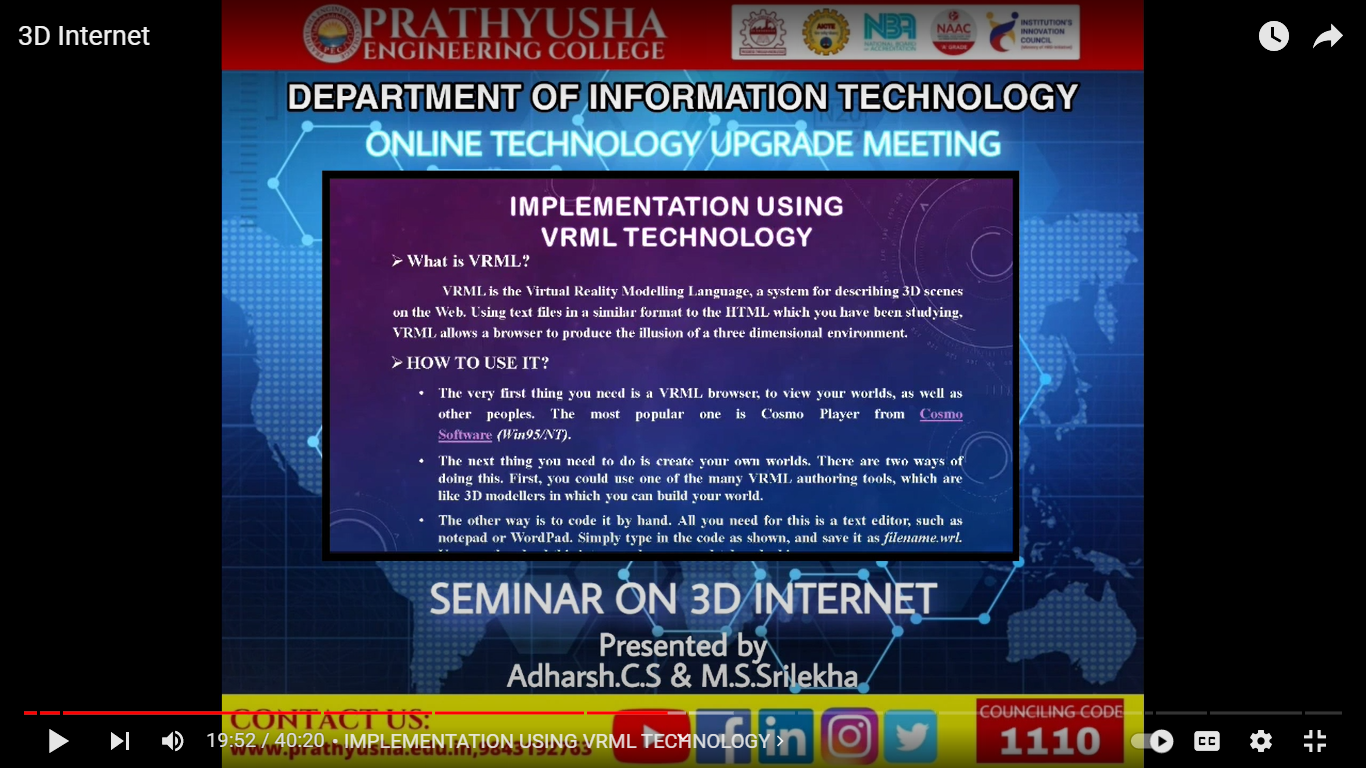 3D Internet
PRATHYUSHA
ENGINEERING COLLEGE
AICTE
NBA
NATIONAL BOARD
OF ACCREDITATION
NAAC
A GRADE
INSTITUTION'S
INNOVATION
COUNCIL
DEPARTMENT OF INFORMATION TECHNOLOGY
ONLINE TECHNOLOGY UPGRADE MEETING
IMPLEMENTATION USING
VRML TECHNOLOGY
➢ What is VRML?
VRML is the Virtual Reality Modelling Language, a system for describing 3D scenes
on the Web. Using text files in a similar format to the HTML which you have been studying,
VRML allows a browser to produce the illusion of a three dimensional environment.
➢ HOW TO USE IT?
• The very first thing you need is a VRML browser, to view your worlds, as well as
other peoples. The most popular one is Cosmo Player from Cosmo
Software (Win95/NT).
• The next thing you need to do is create your own worlds. There are two ways of
doing this. First, you could use one of the many VRML authoring tools, which are
like 3D modellers in which you can build your world.
• The other way is to code it by hand. All you need for this is a text editor, such as
notepad or WordPad. Simply type in the code as shown, and save it as filename.wrl.
SEMINAR ON 3D INTERNET
Presented by
Adharsh.C.S & M.S.Srilekha
CONTACT US:
www.prathyusha.edu.in
COUNCILING CODE
1110
19:52 / 40:20 • IMPLEMENTATION USING VRML TECHNOLOGY
CC